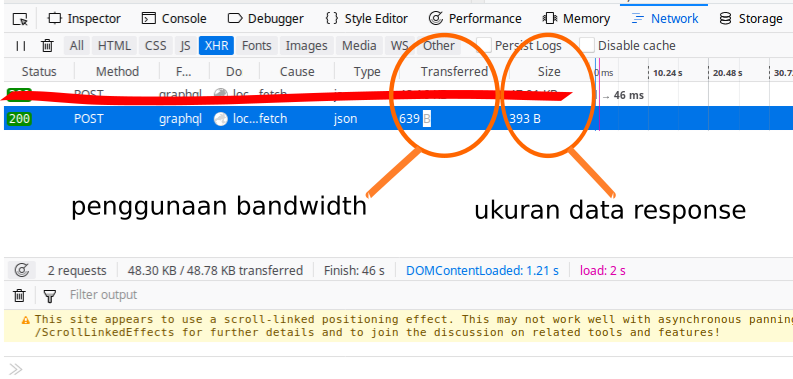 Inspector Console Debugger Style Editor Performance Memory Network Storage
All HTML CSS JS XHR Fonts Images Media WS Other Persist Logs Disable cache
Status Method F... Do Cause Type Transferred Size 0 ms 10.24 s 20.48 s 30.7
POST graphql loc...fetch json → 46 ms
200 POST graphql loc...fetch json 639 B 393 B
penggunaan bandwidth
ukuran data response
2 requests 48.30 KB / 48.78 KB transferred Finish: 46 s DOMContentLoaded: 1.21 s load: 2 s
Filter output
This site appears to use a scroll-linked positioning effect. This may not work well with asynchronous panning
/ScrollLinkedEffects for further details and to join the discussion on related tools and features!